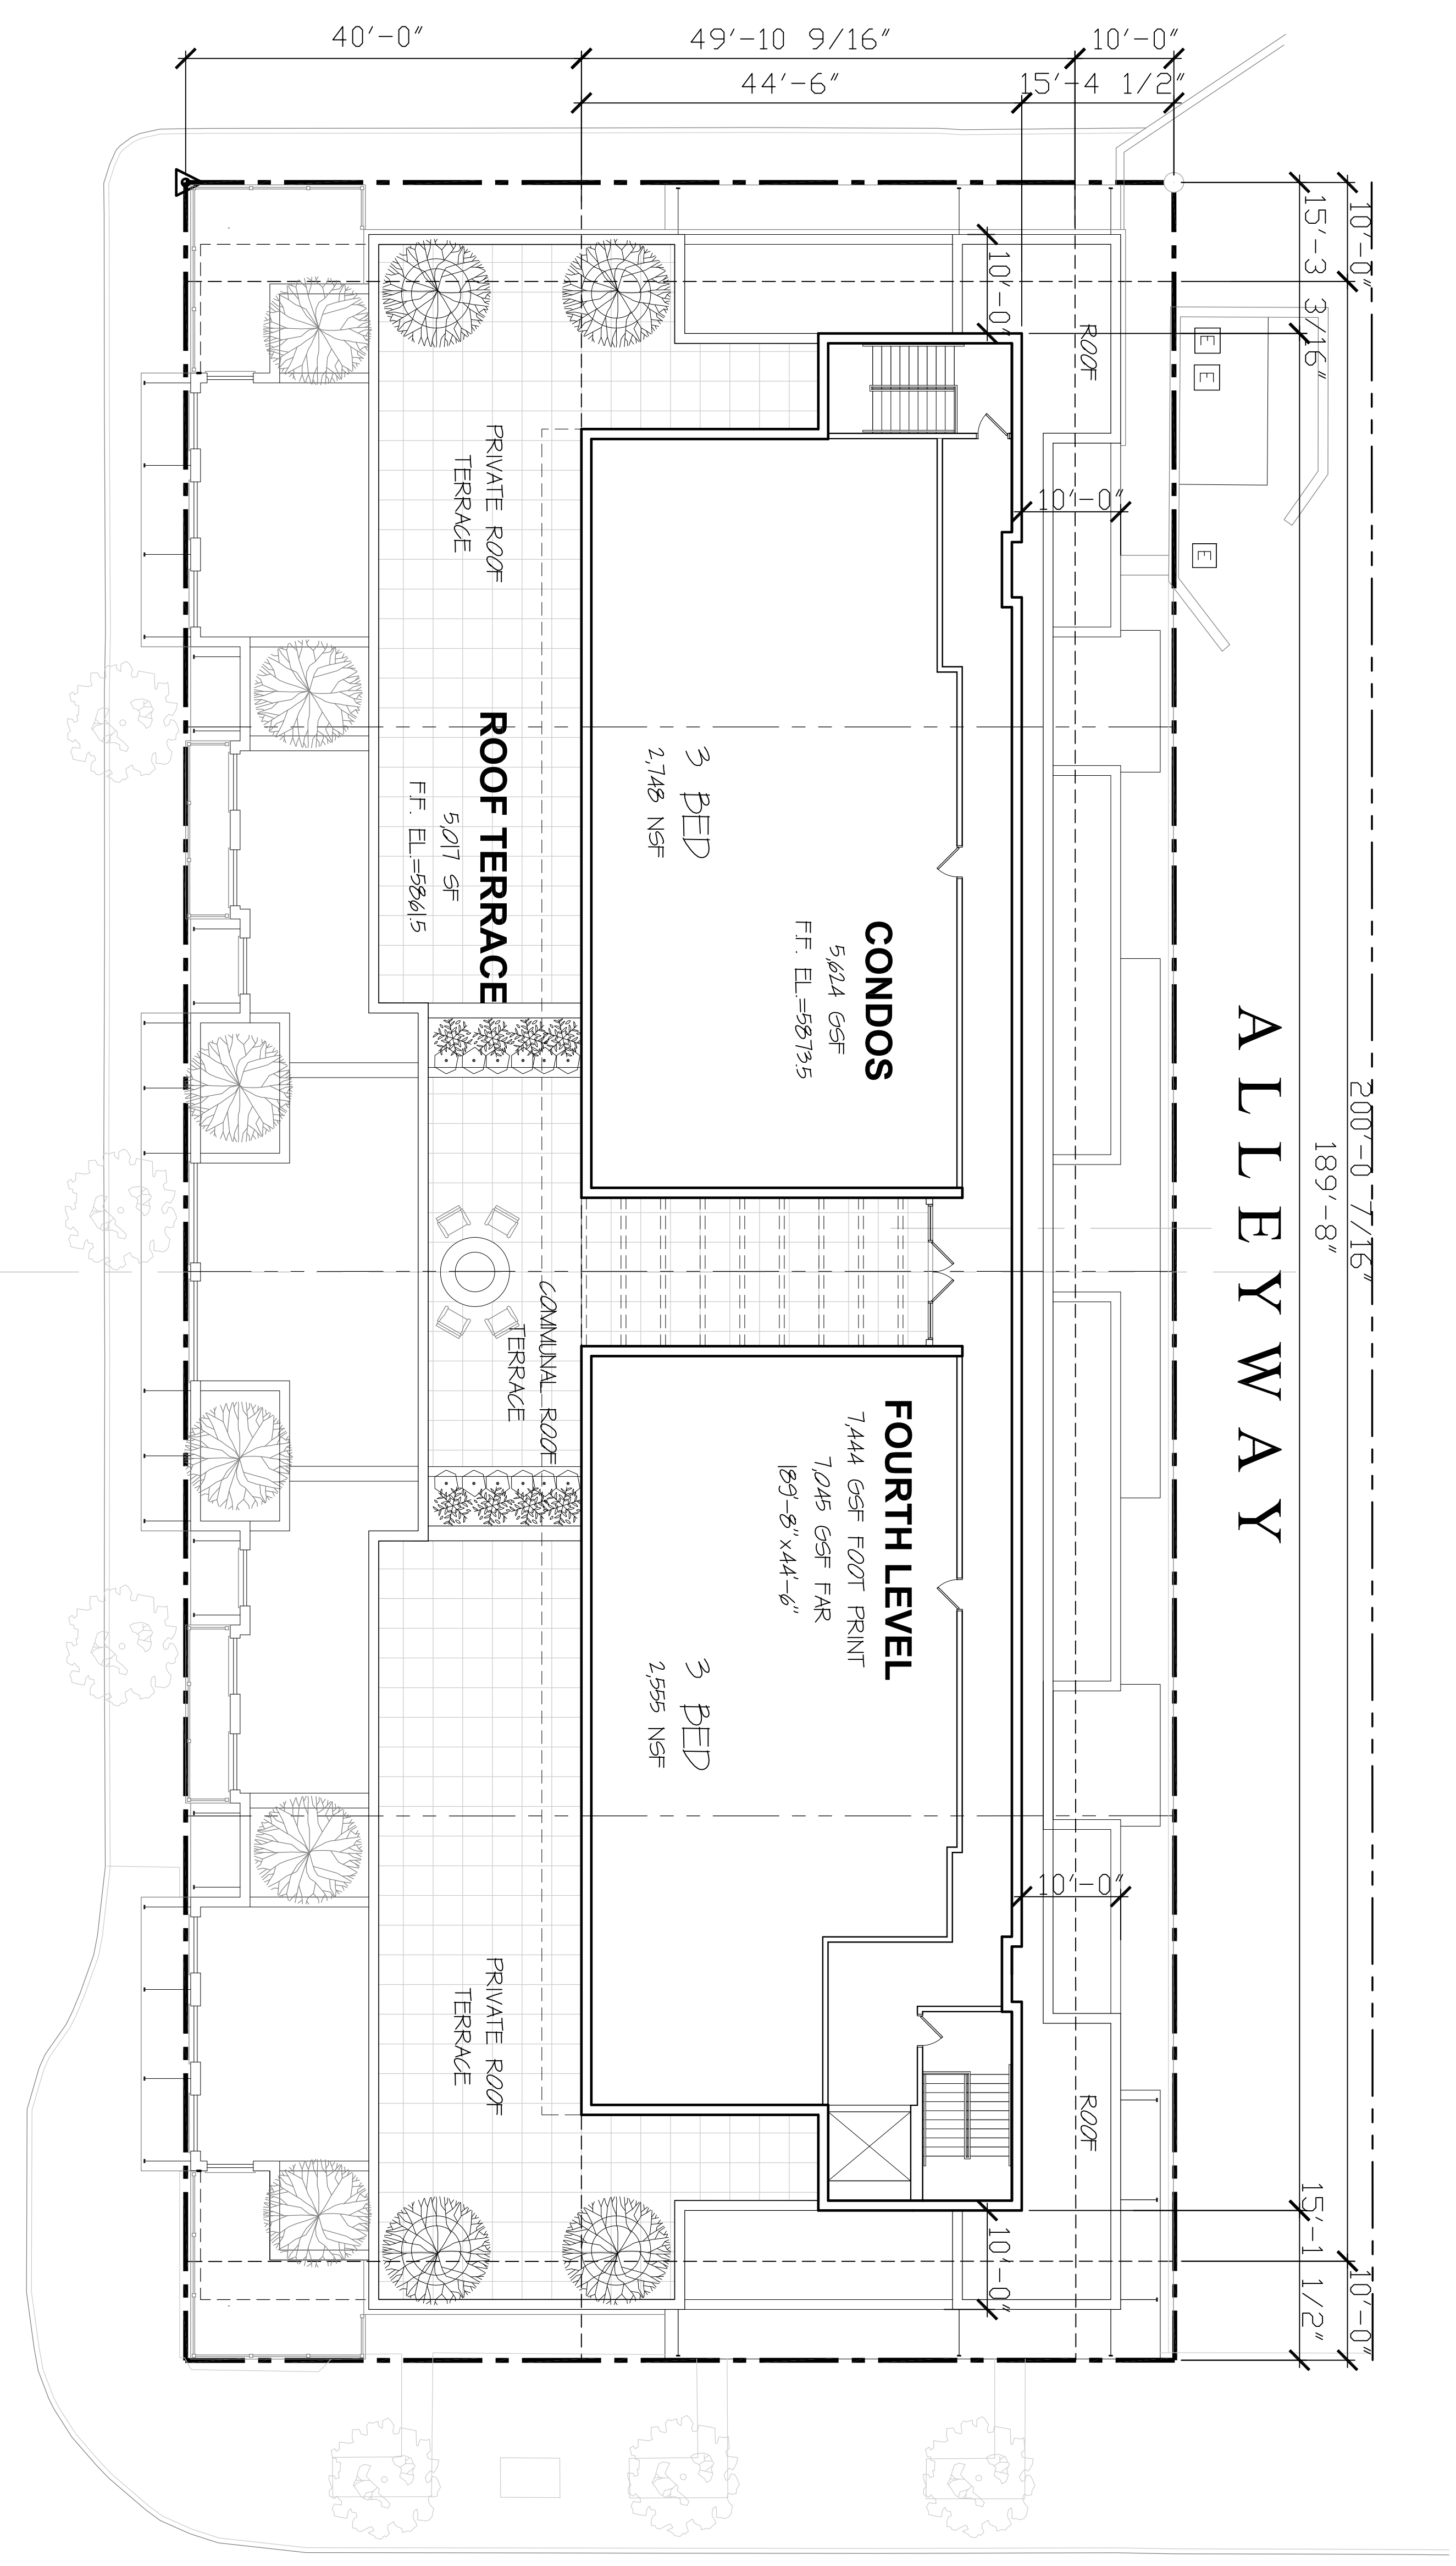 40'-0"
49'-10 9/16"
10'-0"
44'-6"
15'-4 1/2"
10'-0"
15'-3 3/16"
10'-0"
ROOF
E
E
E
10'-0"
PRIVATE ROOF
TERRACE
ROOF TERRACE
5,017 SF
F.F. EL.=5861.5
3 BED
2,748 NSF
CONDOS
5,624 GSF
F.F. EL.=5873.5
ALLEYWAY
200'-0 7/16"
189'-8"
COMMUNAL ROOF
TERRACE
FOURTH LEVEL
7,444 GSF FOOT PRINT
7,045 GSF FAR
189'-8"x44'-6"
3 BED
2,555 NSF
10'-0"
PRIVATE ROOF
TERRACE
ROOF
10'-0"
15'-1 1/2"
10'-0"